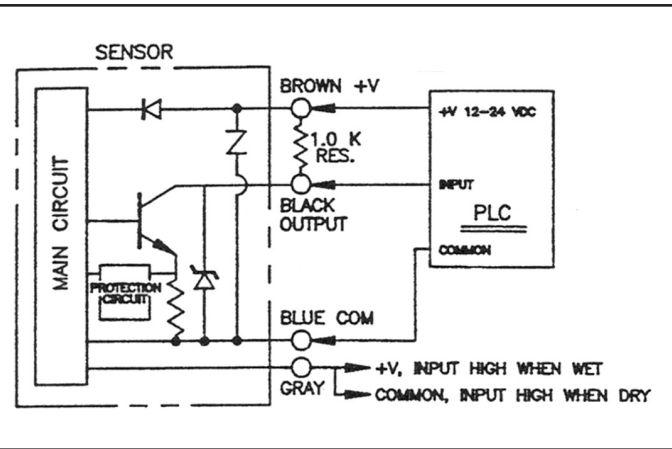 SENSOR
BROWN +V
+V 12-24 VDC
1.0 K
RES.
INPUT
BLACK
OUTPUT
PLC
MAIN CIRCUIT
COMMON
PROTECTION
CIRCUIT
BLUE COM
+V, INPUT HIGH WHEN WET
GRAY
COMMON, INPUT HIGH WHEN DRY